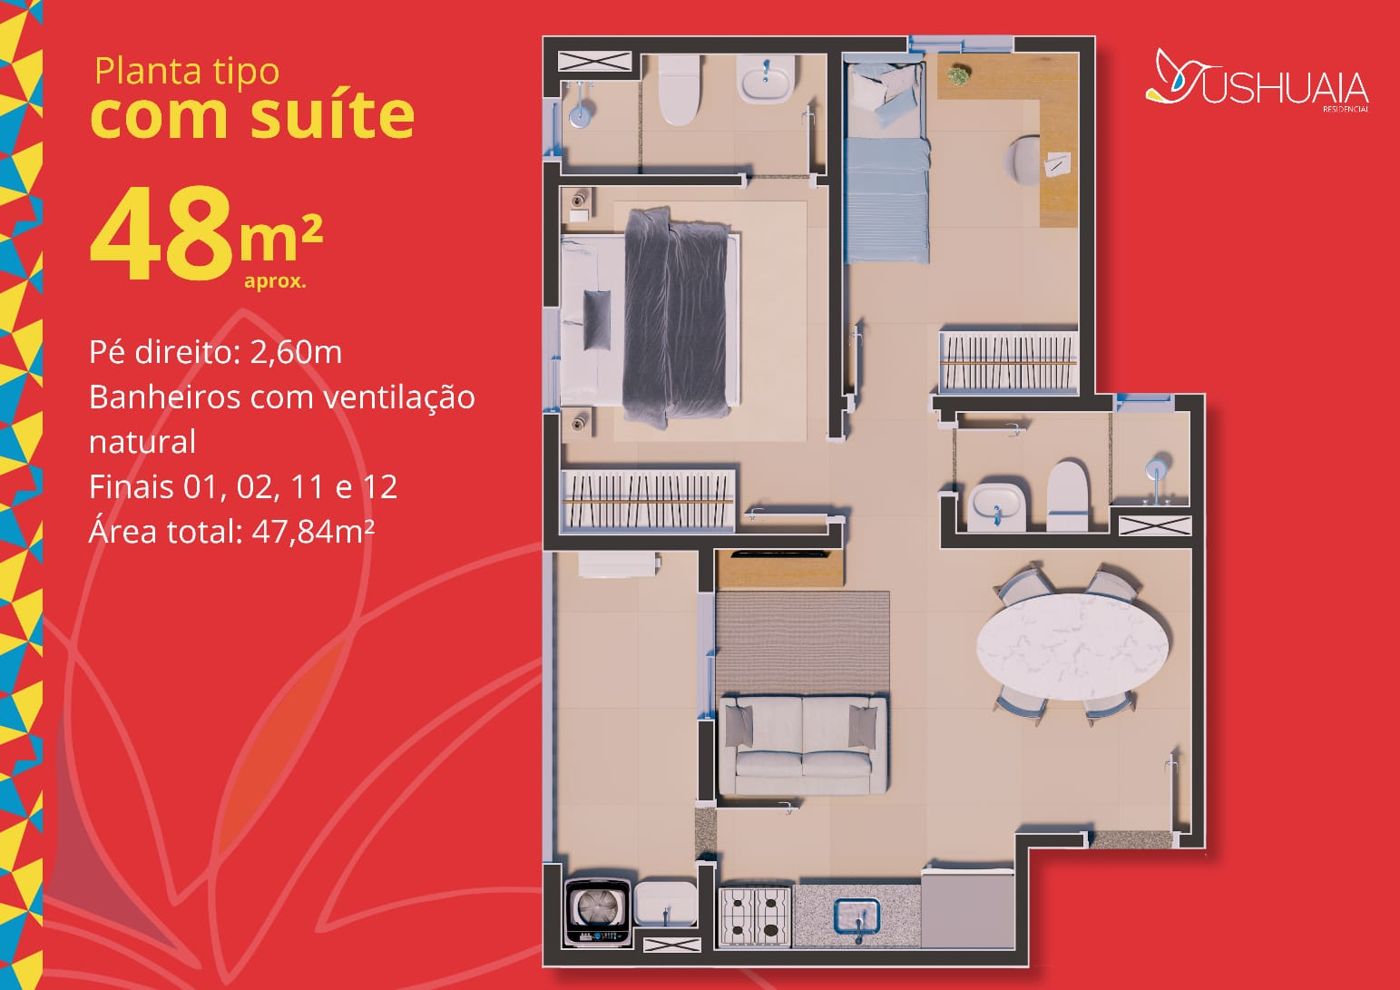 Planta tipo
com suíte
48m²
aprox.
Pé direito: 2,60m
Banheiros com ventilação
natural
Finais 01, 02, 11 e 12
Área total: 47,84m²
USHUAIA
RESIDENCIAL